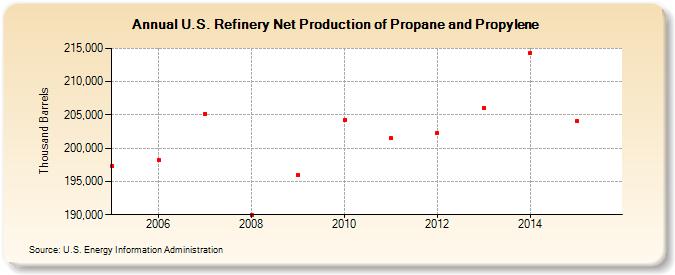 Annual U.S. Refinery Net Production of Propane and Propylene
Thousand Barrels
215,000
210,000
205,000
200,000
195,000
190,000
2006 2008 2010 2012 2014
Source: U.S. Energy Information Administration